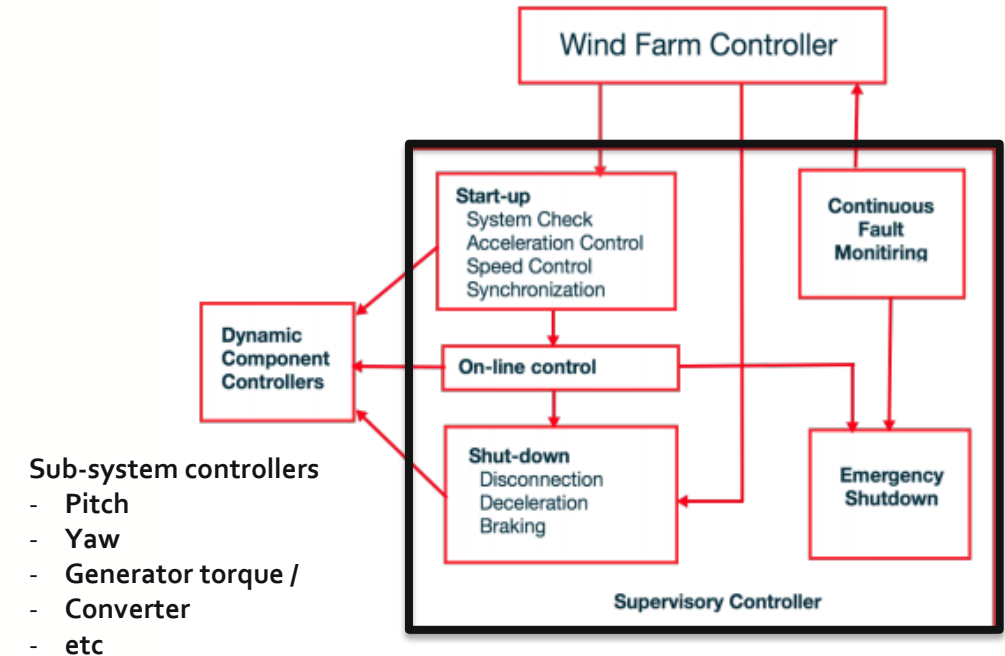 Wind Farm Controller
Start-up
System Check
Acceleration Control
Speed Control
Synchronization
Continuous
Fault
Monitiring
Dynamic
Component
Controllers
On-line control
Shut-down
Disconnection
Deceleration
Braking
Emergency
Shutdown
Supervisory Controller
Sub-system controllers
- Pitch
- Yaw
- Generator torque /
- Converter
- etc